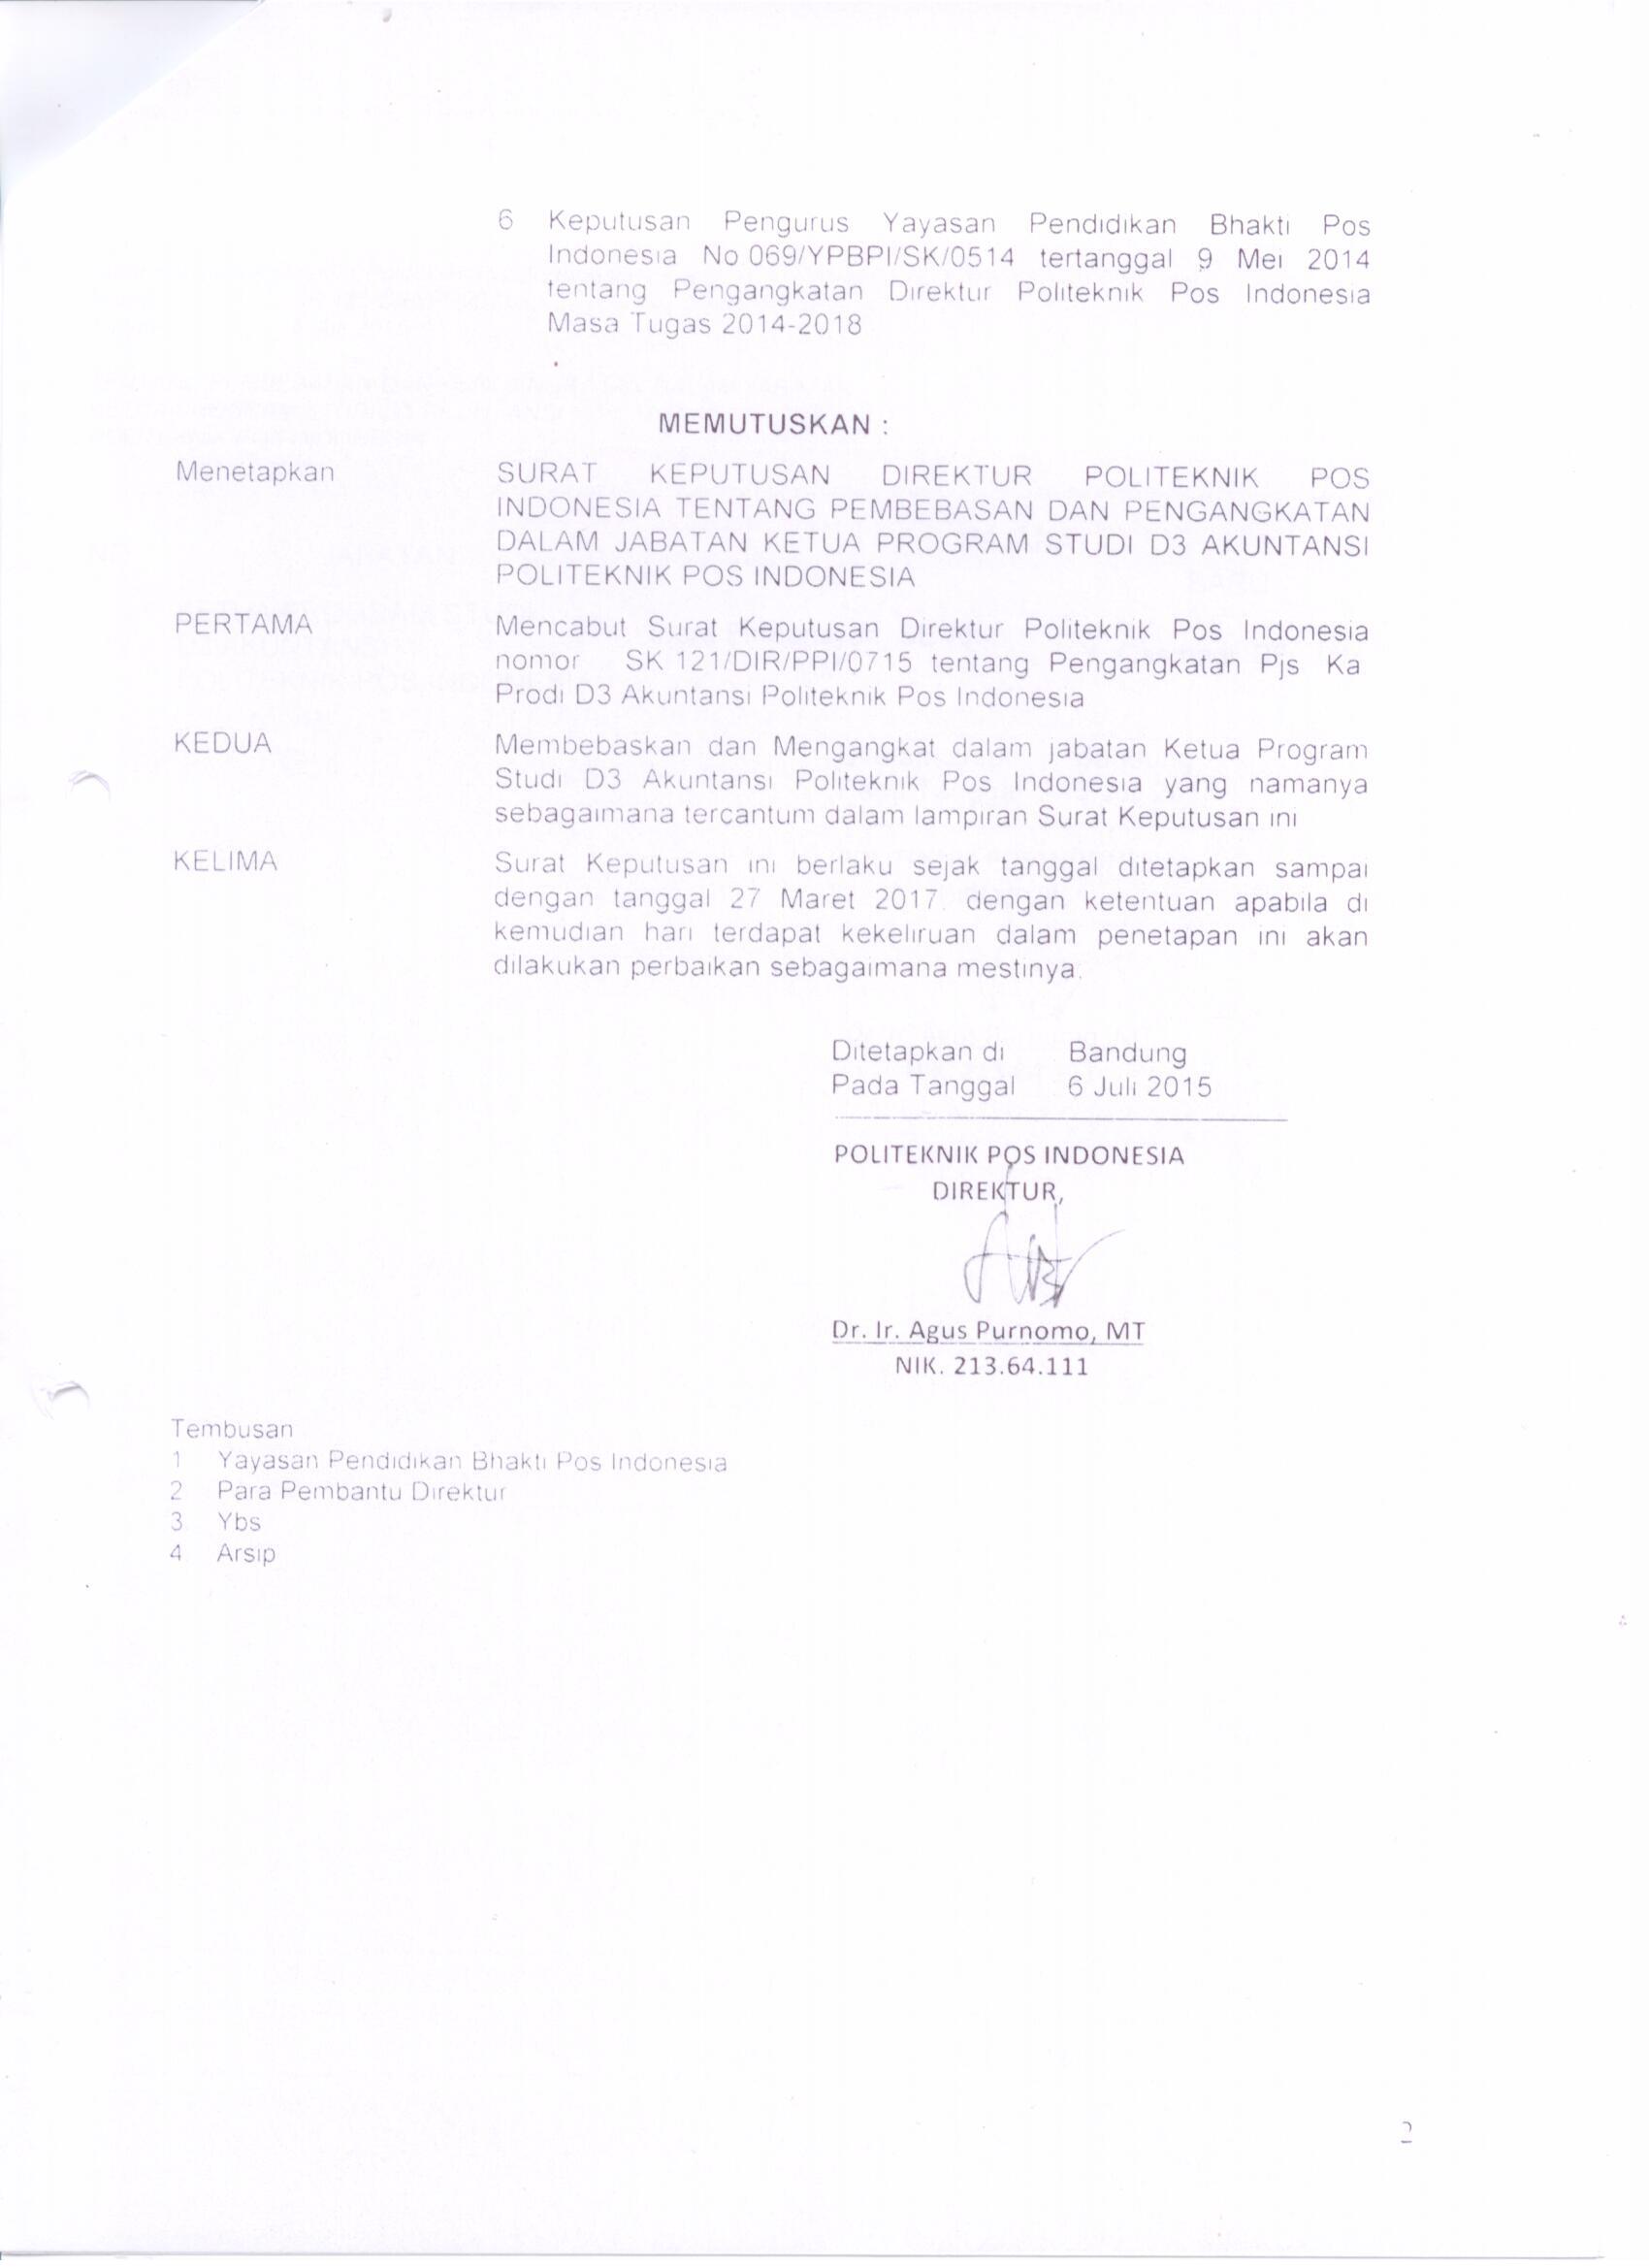 6 Keputusan Pengurus Yayasan Pendidikan Bhakti Pos
Indonesia No 069/YPBPI/SK/0514 tertanggal 9 Mei 2014
tentang Pengangkatan Direktur Politeknik Pos Indonesia
Masa Tugas 2014-2018
MEMUTUSKAN :
Menetapkan SURAT KEPUTUSAN DIREKTUR POLITEKNIK POS
INDONESIA TENTANG PEMBEBASAN DAN PENGANGKATAN
DALAM JABATAN KETUA PROGRAM STUDI D3 AKUNTANSI
POLITEKNIK POS INDONESIA
PERTAMA Mencabut Surat Keputusan Direktur Politeknik Pos Indonesia
nomor SK 121/DIR/PPI/0715 tentang Pengangkatan Pjs Ka
Prodi D3 Akuntansi Politeknik Pos Indonesia
KEDUA Membebaskan dan Mengangkat dalam jabatan Ketua Program
Studi D3 Akuntansi Politeknik Pos Indonesia yang namanya
sebagaimana tercantum dalam lampiran Surat Keputusan ini
KELIMA Surat Keputusan ini berlaku sejak tanggal ditetapkan sampai
dengan tanggal 27 Maret 2017. dengan ketentuan apabila di
kemudian hari terdapat kekeliruan dalam penetapan ini akan
dilakukan perbaikan sebagaimana mestinya.
Ditetapkan di Bandung
Pada Tanggal 6 Juli 2015
POLITEKNIK POS INDONESIA
DIREKTUR,
Dr. Ir. Agus Purnomo, MT
NIK. 213.64.111
Tembusan
1 Yayasan Pendidikan Bhakti Pos Indonesia
2 Para Pembantu Direktur
3 Ybs
4 Arsip
2